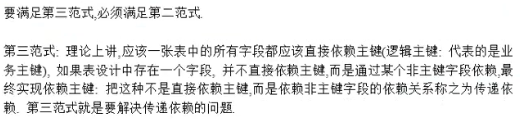 要满足第三范式,必须满足第二范式.
第三范式: 理论上讲,应该一张表中的所有字段都应该直接依赖主键(逻辑主键: 代表的是业
务主键), 如果表设计中存在一个字段, 并不直接依赖主键,而是通过某个非主键字段依赖,最
终实现依赖主键: 把这种不是直接依赖主键,而是依赖非主键字段的依赖关系称之为传递依
赖. 第三范式就是要解决传递依赖的问题.